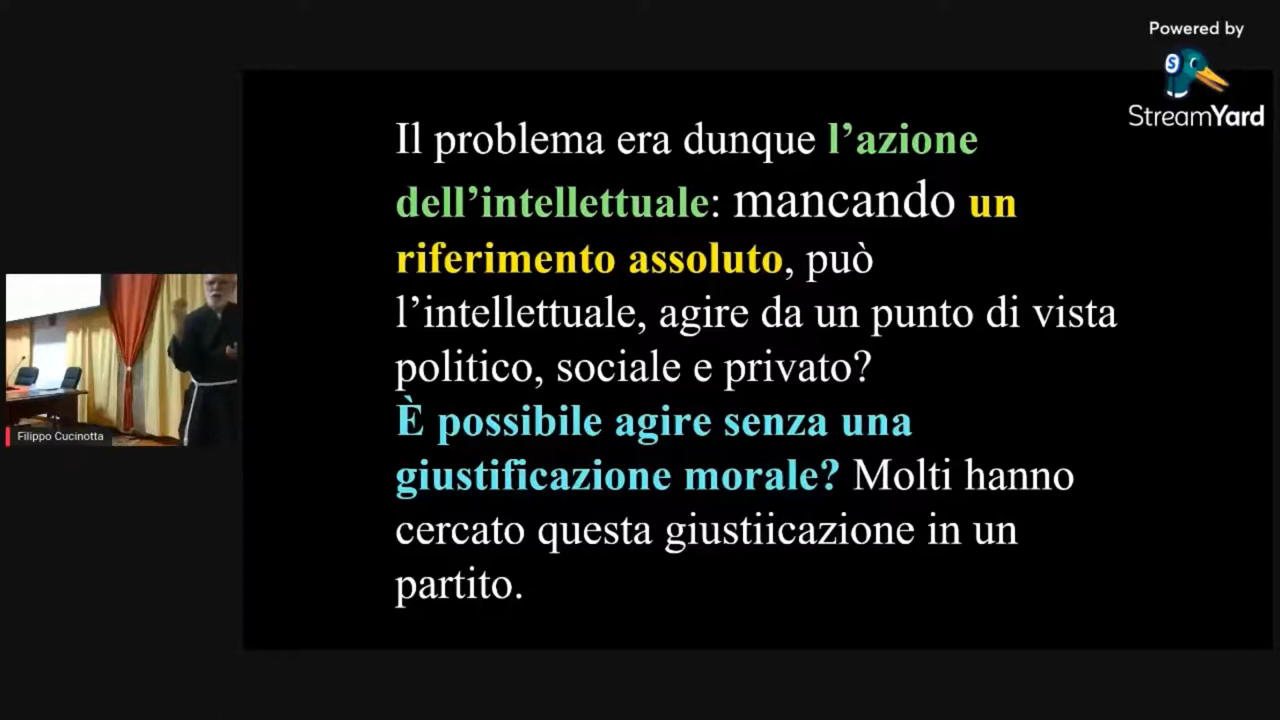 Powered by
StreamYard
Il problema era dunque l’azione
dell’intellettuale: mancando un
riferimento assoluto, può
l’intellettuale, agire da un punto di vista
politico, sociale e privato?
È possibile agire senza una
giustificazione morale? Molti hanno
cercato questa giustiicazione in un
partito.
Filippo Cucinotta